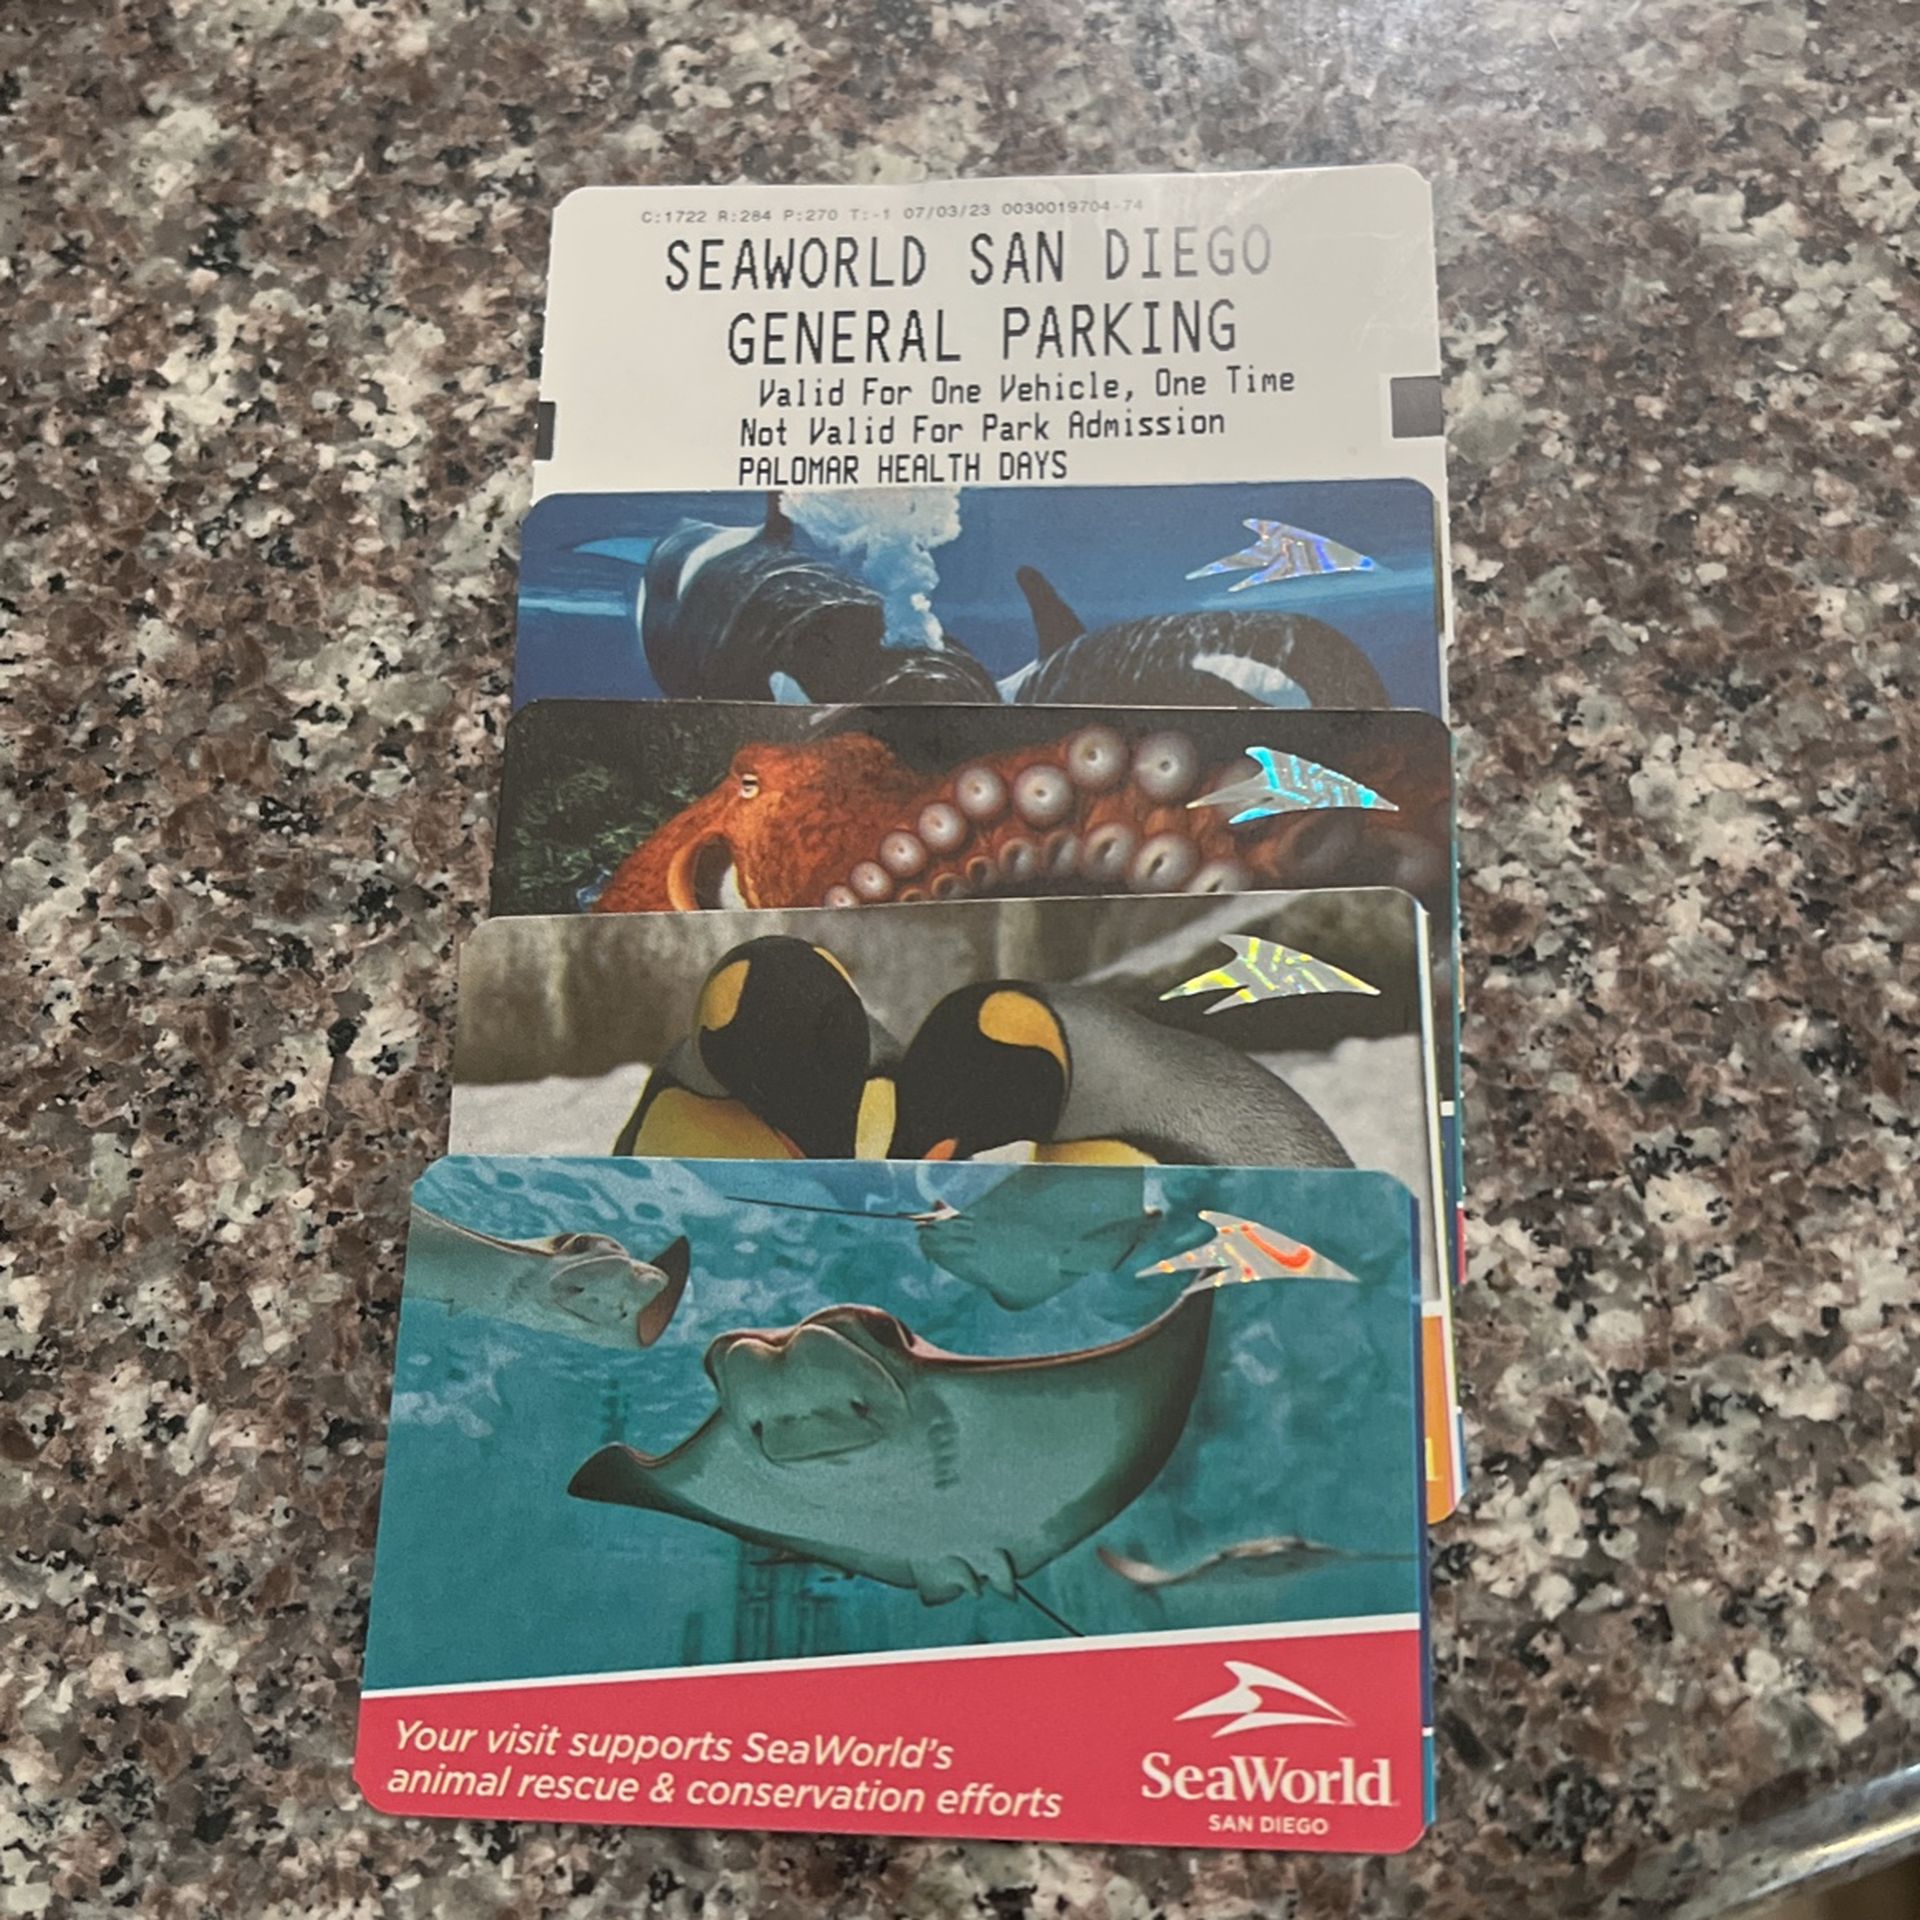 C:1722 R:284 P:270 T:-1 07/03/23 0030019704-74
SEAWORLD SAN DIEGO
GENERAL PARKING
Valid For One Vehicle, One Time
Not Valid For Park Admission
PALOMAR HEALTH DAYS
Your visit supports SeaWorld's
animal rescue & conservation efforts
SeaWorld
SAN DIEGO